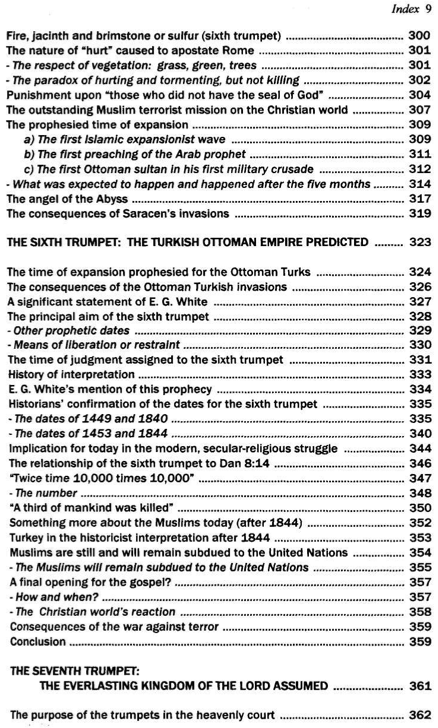 Index 9
Fire, jacinth and brimstone or sulfur (sixth trumpet) ........ 300
The nature of "hurt" caused to apostate Rome ........ 301
- The respect of vegetation: grass, green, trees ........ 301
- The paradox of hurting and tormenting, but not killing ........ 302
Punishment upon "those who did not have the seal of God" ........ 304
The outstanding Muslim terrorist mission on the Christian world ........ 307
The prophesied time of expansion ........ 309
a) The first Islamic expansionist wave ........ 309
b) The first preaching of the Arab prophet ........ 311
c) The first Ottoman sultan in his first military crusade ........ 312
- What was expected to happen and happened after the five months ........ 314
The angel of the Abyss ........ 317
The consequences of Saracen's invasions ........ 319
THE SIXTH TRUMPET: THE TURKISH OTTOMAN EMPIRE PREDICTED ........ 323
The time of expansion prophesied for the Ottoman Turks ........ 324
The consequences of the Ottoman Turkish invasions ........ 326
A significant statement of E. G. White ........ 327
The principal aim of the sixth trumpet ........ 328
- Other prophetic dates ........ 329
- Means of liberation or restraint ........ 330
The time of judgment assigned to the sixth trumpet ........ 331
History of interpretation ........ 333
E. G. White's mention of this prophecy ........ 334
Historians' confirmation of the dates for the sixth trumpet ........ 335
- The dates of 1449 and 1840 ........ 335
- The dates of 1453 and 1844 ........ 340
Implication for today in the modern, secular-religious struggle ........ 344
The relationship of the sixth trumpet to Dan 8:14 ........ 346
"Twice time 10,000 times 10,000" ........ 347
- The number ........ 348
"A third of mankind was killed" ........ 350
Something more about the Muslims today (after 1844) ........ 352
Turkey in the historicist interpretation after 1844 ........ 353
Muslims are still and will remain subdued to the United Nations ........ 354
- The Muslims will remain subdued to the United Nations ........ 355
A final opening for the gospel? ........ 357
- How and when? ........ 357
- The Christian world's reaction ........ 358
Consequences of the war against terror ........ 359
Conclusion ........ 359
THE SEVENTH TRUMPET:
THE EVERLASTING KINGDOM OF THE LORD ASSUMED ........ 361
The purpose of the trumpets in the heavenly court ........ 362